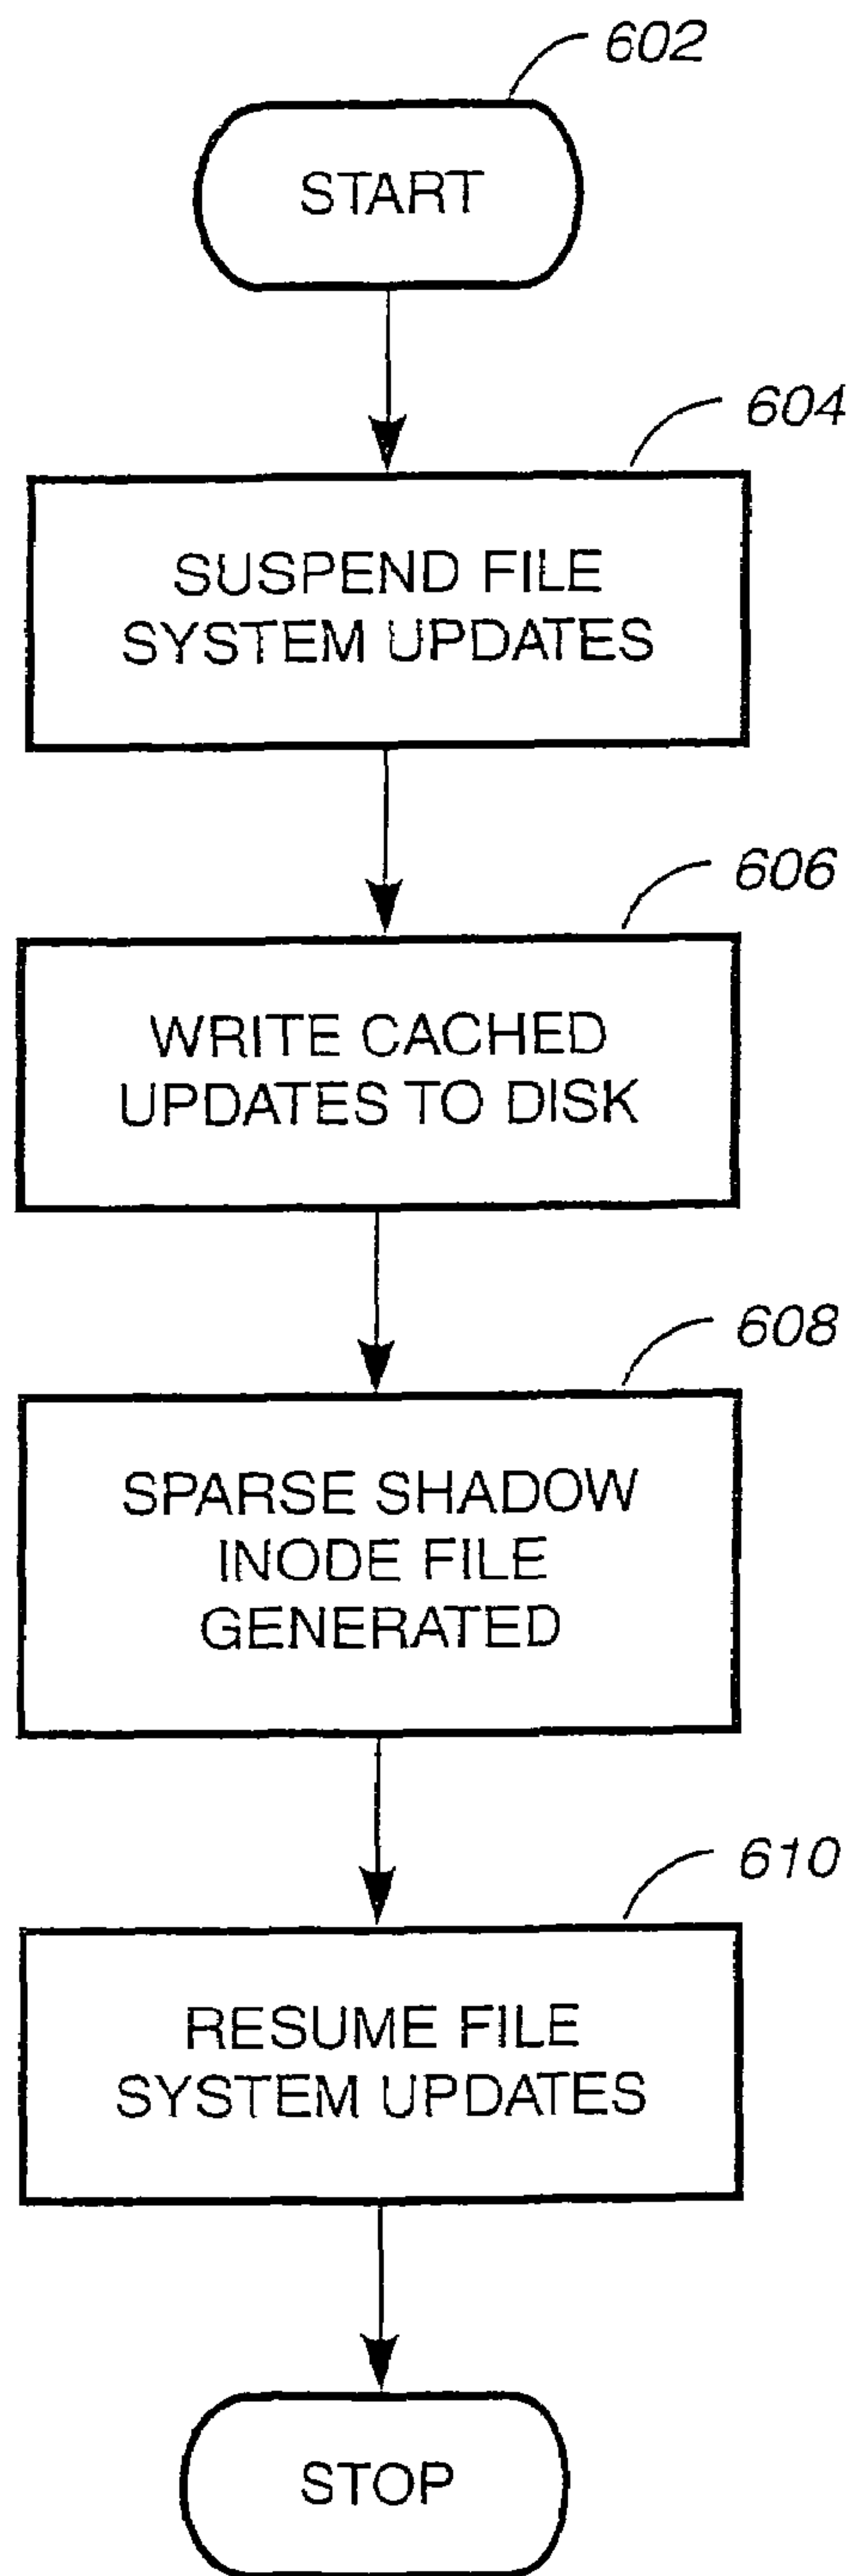 602
START
604
SUSPEND FILE
SYSTEM UPDATES
606
WRITE CACHED
UPDATES TO DISK
608
SPARSE SHADOW
INODE FILE
GENERATED
610
RESUME FILE
SYSTEM UPDATES
STOP